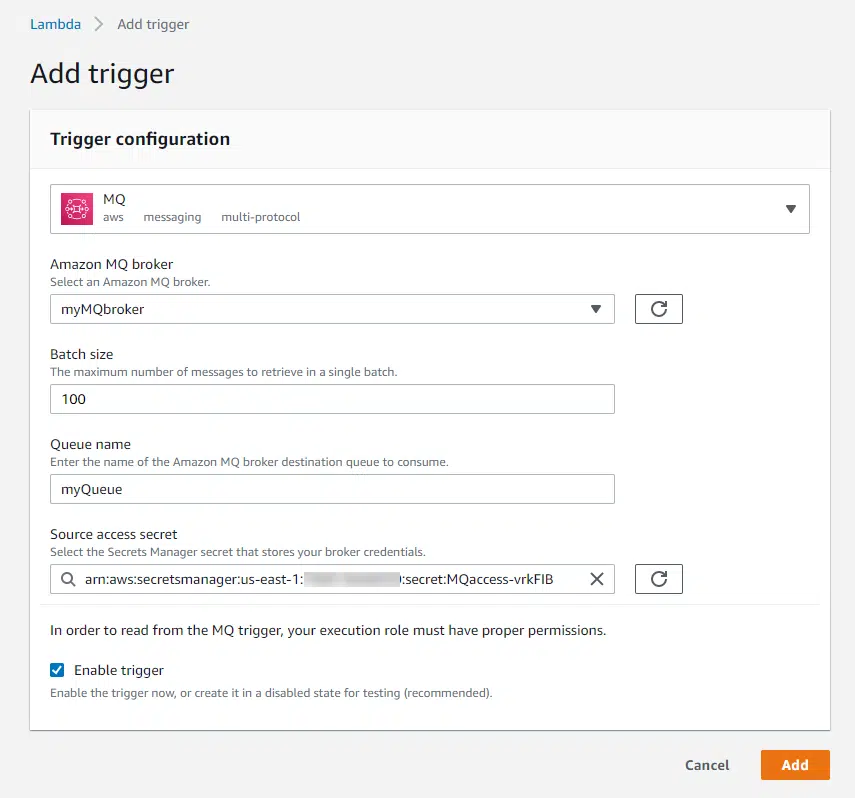 Lambda > Add trigger
Add trigger
Trigger configuration
MQ
aws messaging multi-protocol
Amazon MQ broker
Select an Amazon MQ broker.
myMQbroker
Batch size
The maximum number of messages to retrieve in a single batch.
100
Queue name
Enter the name of the Amazon MQ broker destination queue to consume.
myQueue
Source access secret
Select the Secrets Manager secret that stores your broker credentials.
arn:aws:secretsmanager:us-east-1: :secret:MQaccess-vrkFIB
In order to read from the MQ trigger, your execution role must have proper permissions.
Enable trigger
Enable the trigger now, or create it in a disabled state for testing (recommended).
Cancel Add